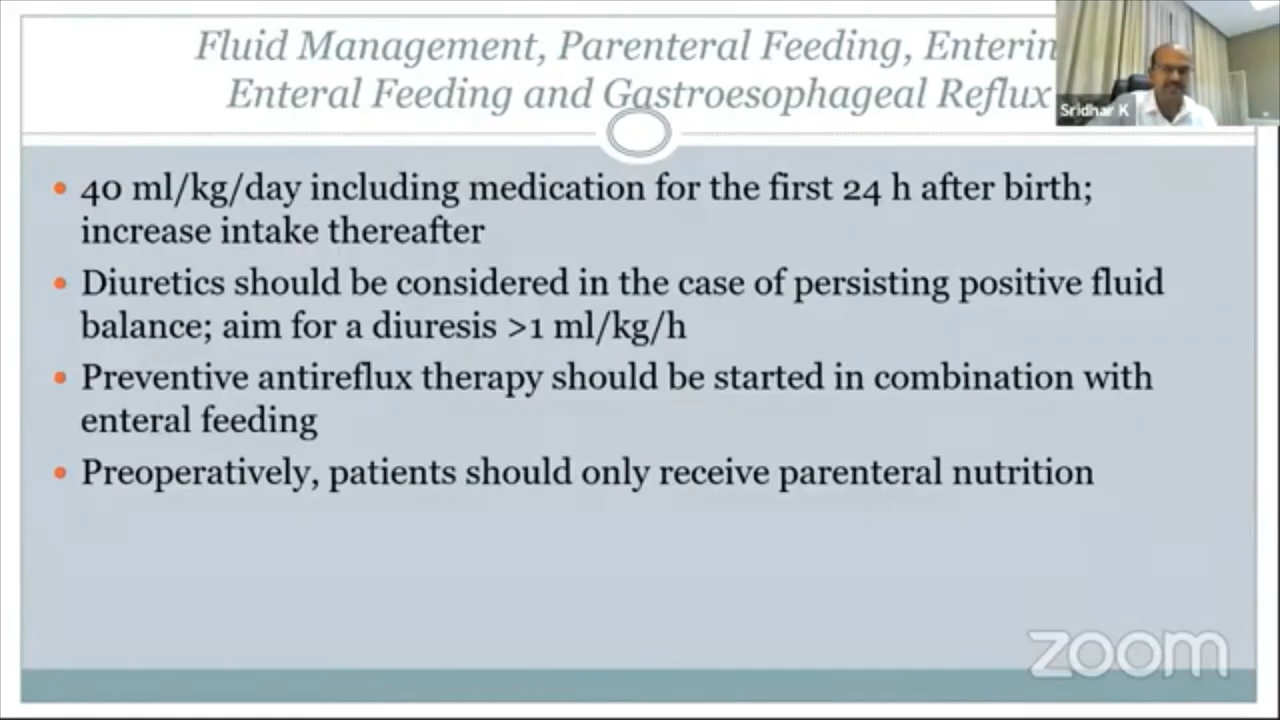 Fluid Management, Parenteral Feeding, Enterin
Enteral Feeding and Gastroesophageal Reflux
Sridhar K
• 40 ml/kg/day including medication for the first 24 h after birth;
increase intake thereafter
• Diuretics should be considered in the case of persisting positive fluid
balance; aim for a diuresis >1 ml/kg/h
• Preventive antireflux therapy should be started in combination with
enteral feeding
• Preoperatively, patients should only receive parenteral nutrition
zoom